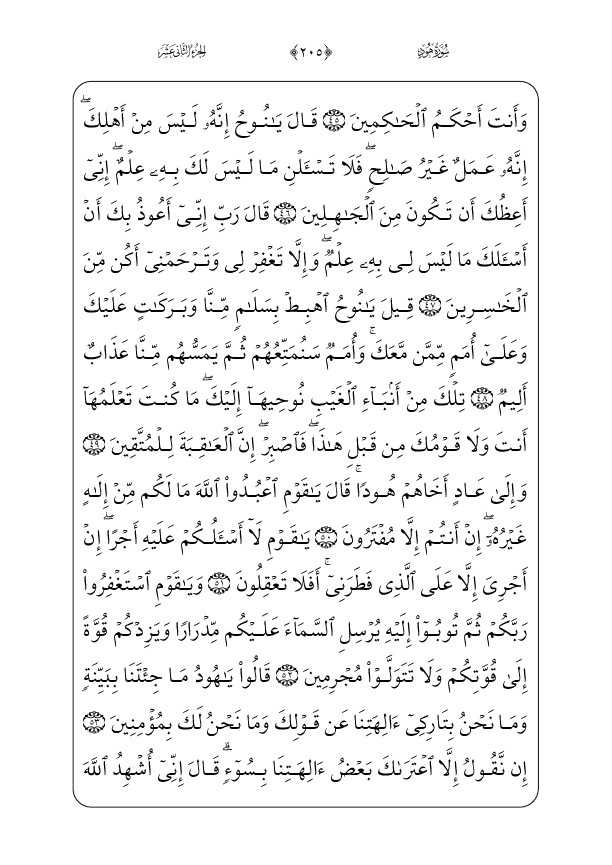 سُورَةُ هُودٍ ﴿٢٠٥﴾ الجُزءُ الثَّانِي عَشَرَ
وَأَنتَ أَحۡكَمُ ٱلۡحَٰكِمِينَ ٤٥ قَالَ يَٰنُوحُ إِنَّهُۥ لَيۡسَ مِنۡ أَهۡلِكَۖ
إِنَّهُۥ عَمَلٌ غَيۡرُ صَٰلِحٖۖ فَلَا تَسۡـَٔلۡنِ مَا لَيۡسَ لَكَ بِهِۦ عِلۡمٌۖ إِنِّيٓ
أَعِظُكَ أَن تَكُونَ مِنَ ٱلۡجَٰهِلِينَ ٤٦ قَالَ رَبِّ إِنِّيٓ أَعُوذُ بِكَ أَنۡ
أَسۡـَٔلَكَ مَا لَيۡسَ لِي بِهِۦ عِلۡمٞۖ وَإِلَّا تَغۡفِرۡ لِي وَتَرۡحَمۡنِيٓ أَكُن مِّنَ
ٱلۡخَٰسِرِينَ ٤٧ قِيلَ يَٰنُوحُ ٱهۡبِطۡ بِسَلَٰمٖ مِّنَّا وَبَرَكَٰتٍ عَلَيۡكَ
وَعَلَىٰٓ أُمَمٖ مِّمَّن مَّعَكَۚ وَأُمَمٞ سَنُمَتِّعُهُمۡ ثُمَّ يَمَسُّهُم مِّنَّا عَذَابٌ
أَلِيمٞ ٤٨ تِلۡكَ مِنۡ أَنۢبَآءِ ٱلۡغَيۡبِ نُوحِيهَآ إِلَيۡكَۖ مَا كُنتَ تَعۡلَمُهَآ
أَنتَ وَلَا قَوۡمُكَ مِن قَبۡلِ هَٰذَاۖ فَٱصۡبِرۡۖ إِنَّ ٱلۡعَٰقِبَةَ لِلۡمُتَّقِينَ ٤٩
وَإِلَىٰ عَادٍ أَخَاهُمۡ هُودٗاۚ قَالَ يَٰقَوۡمِ ٱعۡبُدُواْ ٱللَّهَ مَا لَكُم مِّنۡ إِلَٰهٍ
غَيۡرُهُۥٓۖ إِنۡ أَنتُمۡ إِلَّا مُفۡتَرُونَ ٥٠ يَٰقَوۡمِ لَآ أَسۡـَٔلُكُمۡ عَلَيۡهِ أَجۡرًاۖ إِنۡ
أَجۡرِيَ إِلَّا عَلَى ٱلَّذِي فَطَرَنِيٓۚ أَفَلَا تَعۡقِلُونَ ٥١ وَيَٰقَوۡمِ ٱسۡتَغۡفِرُواْ
رَبَّكُمۡ ثُمَّ تُوبُوٓاْ إِلَيۡهِ يُرۡسِلِ ٱلسَّمَآءَ عَلَيۡكُم مِّدۡرَارٗا وَيَزِدۡكُمۡ قُوَّةً
إِلَىٰ قُوَّتِكُمۡ وَلَا تَتَوَلَّوۡاْ مُجۡرِمِينَ ٥٢ قَالُواْ يَٰهُودُ مَا جِئۡتَنَا بِبَيِّنَةٖ
وَمَا نَحۡنُ بِتَارِكِيٓ ءَالِهَتِنَا عَن قَوۡلِكَ وَمَا نَحۡنُ لَكَ بِمُؤۡمِنِينَ ٥٣
إِن نَّقُولُ إِلَّا ٱعۡتَرَىٰكَ بَعۡضُ ءَالِهَتِنَا بِسُوٓءٖۗ قَالَ إِنِّيٓ أُشۡهِدُ ٱللَّهَ